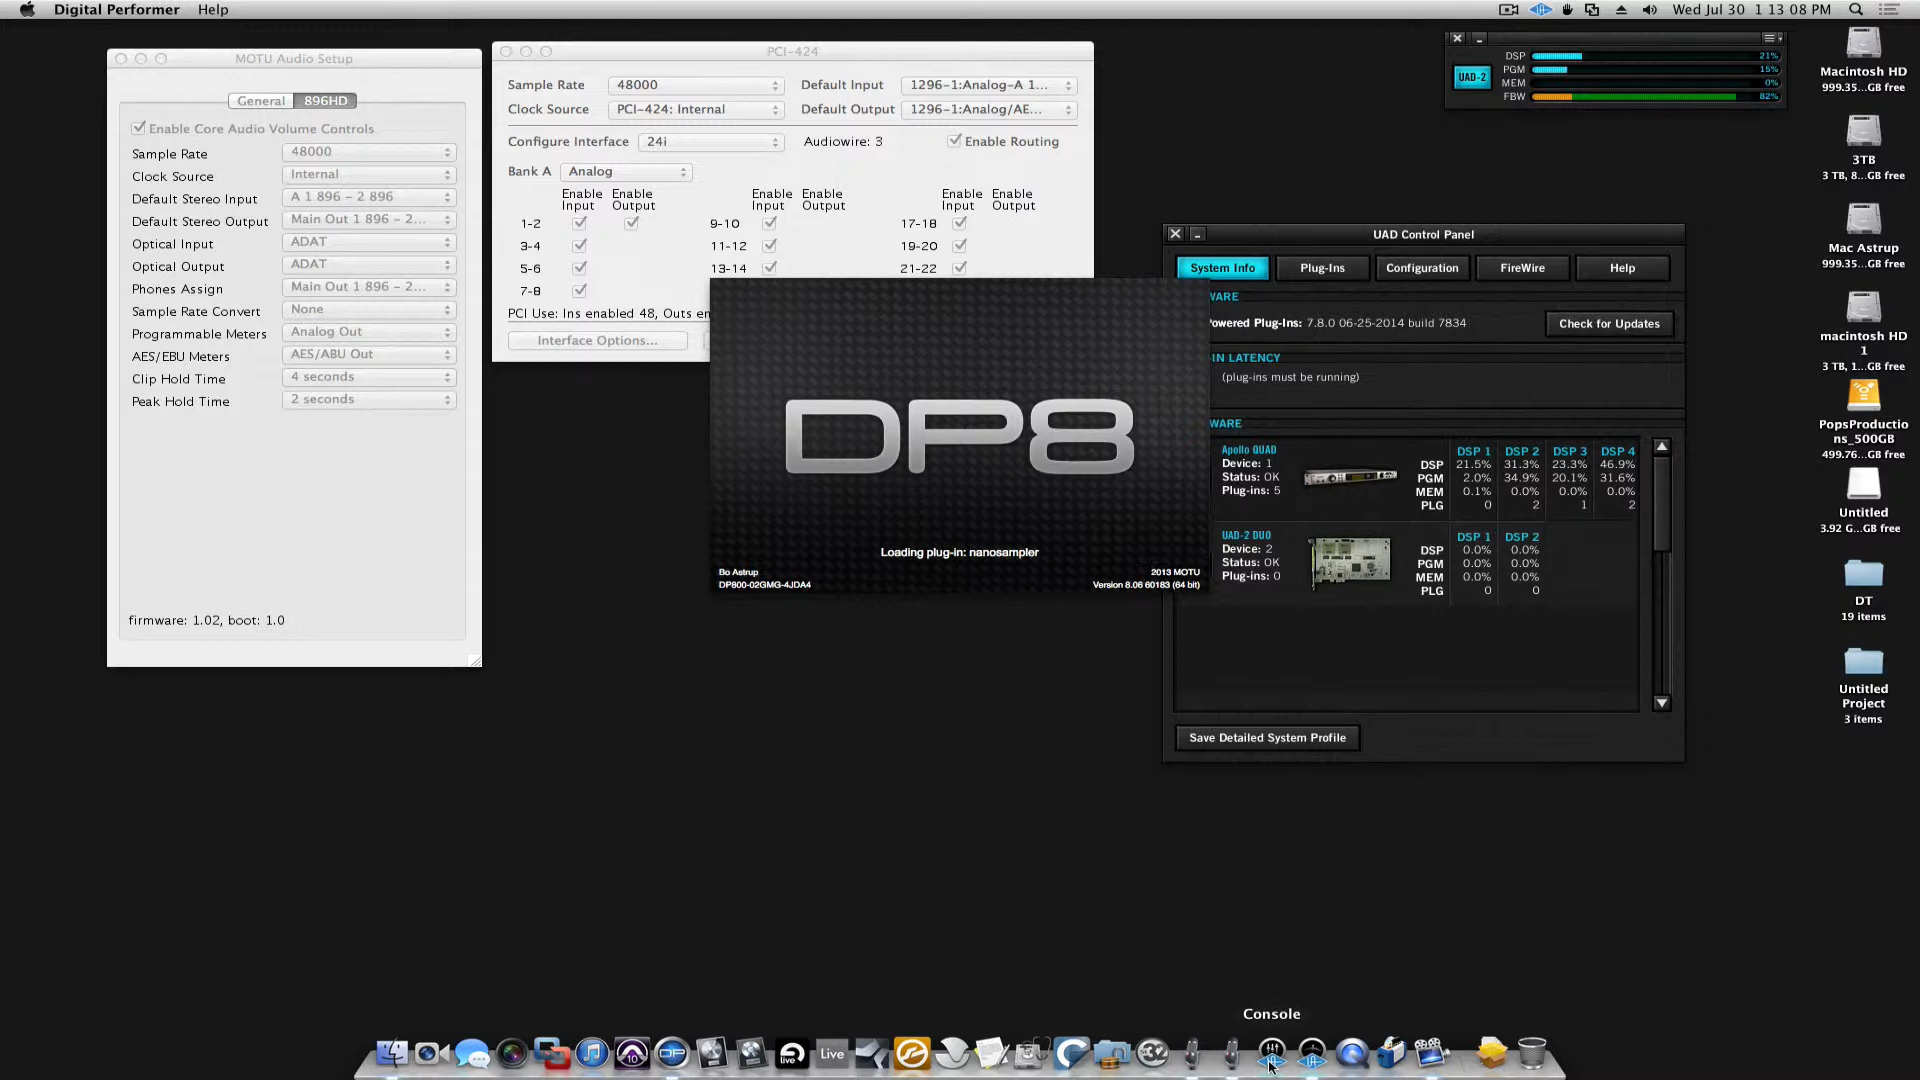 Digital Performer Help
Wed Jul 30 1 13 08 PM
MOTU Audio Setup
General 896HD
Enable Core Audio Volume Controls
Sample Rate 48000
Clock Source Internal
Default Stereo Input A 1 896 - 2 896
Default Stereo Output Main Out 1 896 - 2...
Optical Input ADAT
Optical Output ADAT
Phones Assign Main Out 1 896 - 2...
Sample Rate Convert None
Programmable Meters Analog Out
AES/EBU Meters AES/ABU Out
Clip Hold Time 4 seconds
Peak Hold Time 2 seconds
firmware: 1.02, boot: 1.0
PCI-424
Sample Rate 48000 Default Input 1296-1:Analog-A 1...
Clock Source PCI-424: Internal Default Output 1296-1:Analog/AE...
Configure Interface 24i Audiowire: 3 Enable Routing
Bank A Analog
Enable Input Enable Output Enable Input Enable Output Enable Input Enable Output
1-2 9-10 17-18
3-4 11-12 19-20
5-6 13-14 21-22
7-8
PCI Use: Ins enabled 48, Outs en
Interface Options...
DP8
Loading plug-in: nanosampler
Bo Astrup
DP800-02GMG-4JDA4
2013 MOTU
Version 8.06 60183 (64 bit)
UAD-2
DSP 21%
PGM 15%
MEM 0%
FBW 82%
UAD Control Panel
System Info Plug-Ins Configuration FireWire Help
WARE
Powered Plug-Ins: 7.8.0 06-25-2014 build 7834
Check for Updates
IN LATENCY
(plug-ins must be running)
WARE
Apollo QUAD
Device: 1
Status: OK
Plug-ins: 5
DSP 1 DSP 2 DSP 3 DSP 4
DSP 21.5% 31.3% 23.3% 46.9%
PGM 2.0% 34.9% 20.1% 31.6%
MEM 0.1% 0.0% 0.0% 0.0%
PLG 0 2 1 2
UAD-2 DUO
Device: 2
Status: OK
Plug-ins: 0
DSP 1 DSP 2
DSP 0.0% 0.0%
PGM 0.0% 0.0%
MEM 0.0% 0.0%
PLG 0 0
Save Detailed System Profile
Macintosh HD
999.35...GB free
3TB
3 TB, 8...GB free
Mac Astrup
999.35...GB free
macintosh HD
1
3 TB, 1...GB free
PopsProductio
ns_500GB
499.76...GB free
Untitled
3.92 G...GB free
DT
19 items
Untitled
Project
3 items
Console
10
DP
live
Live
32